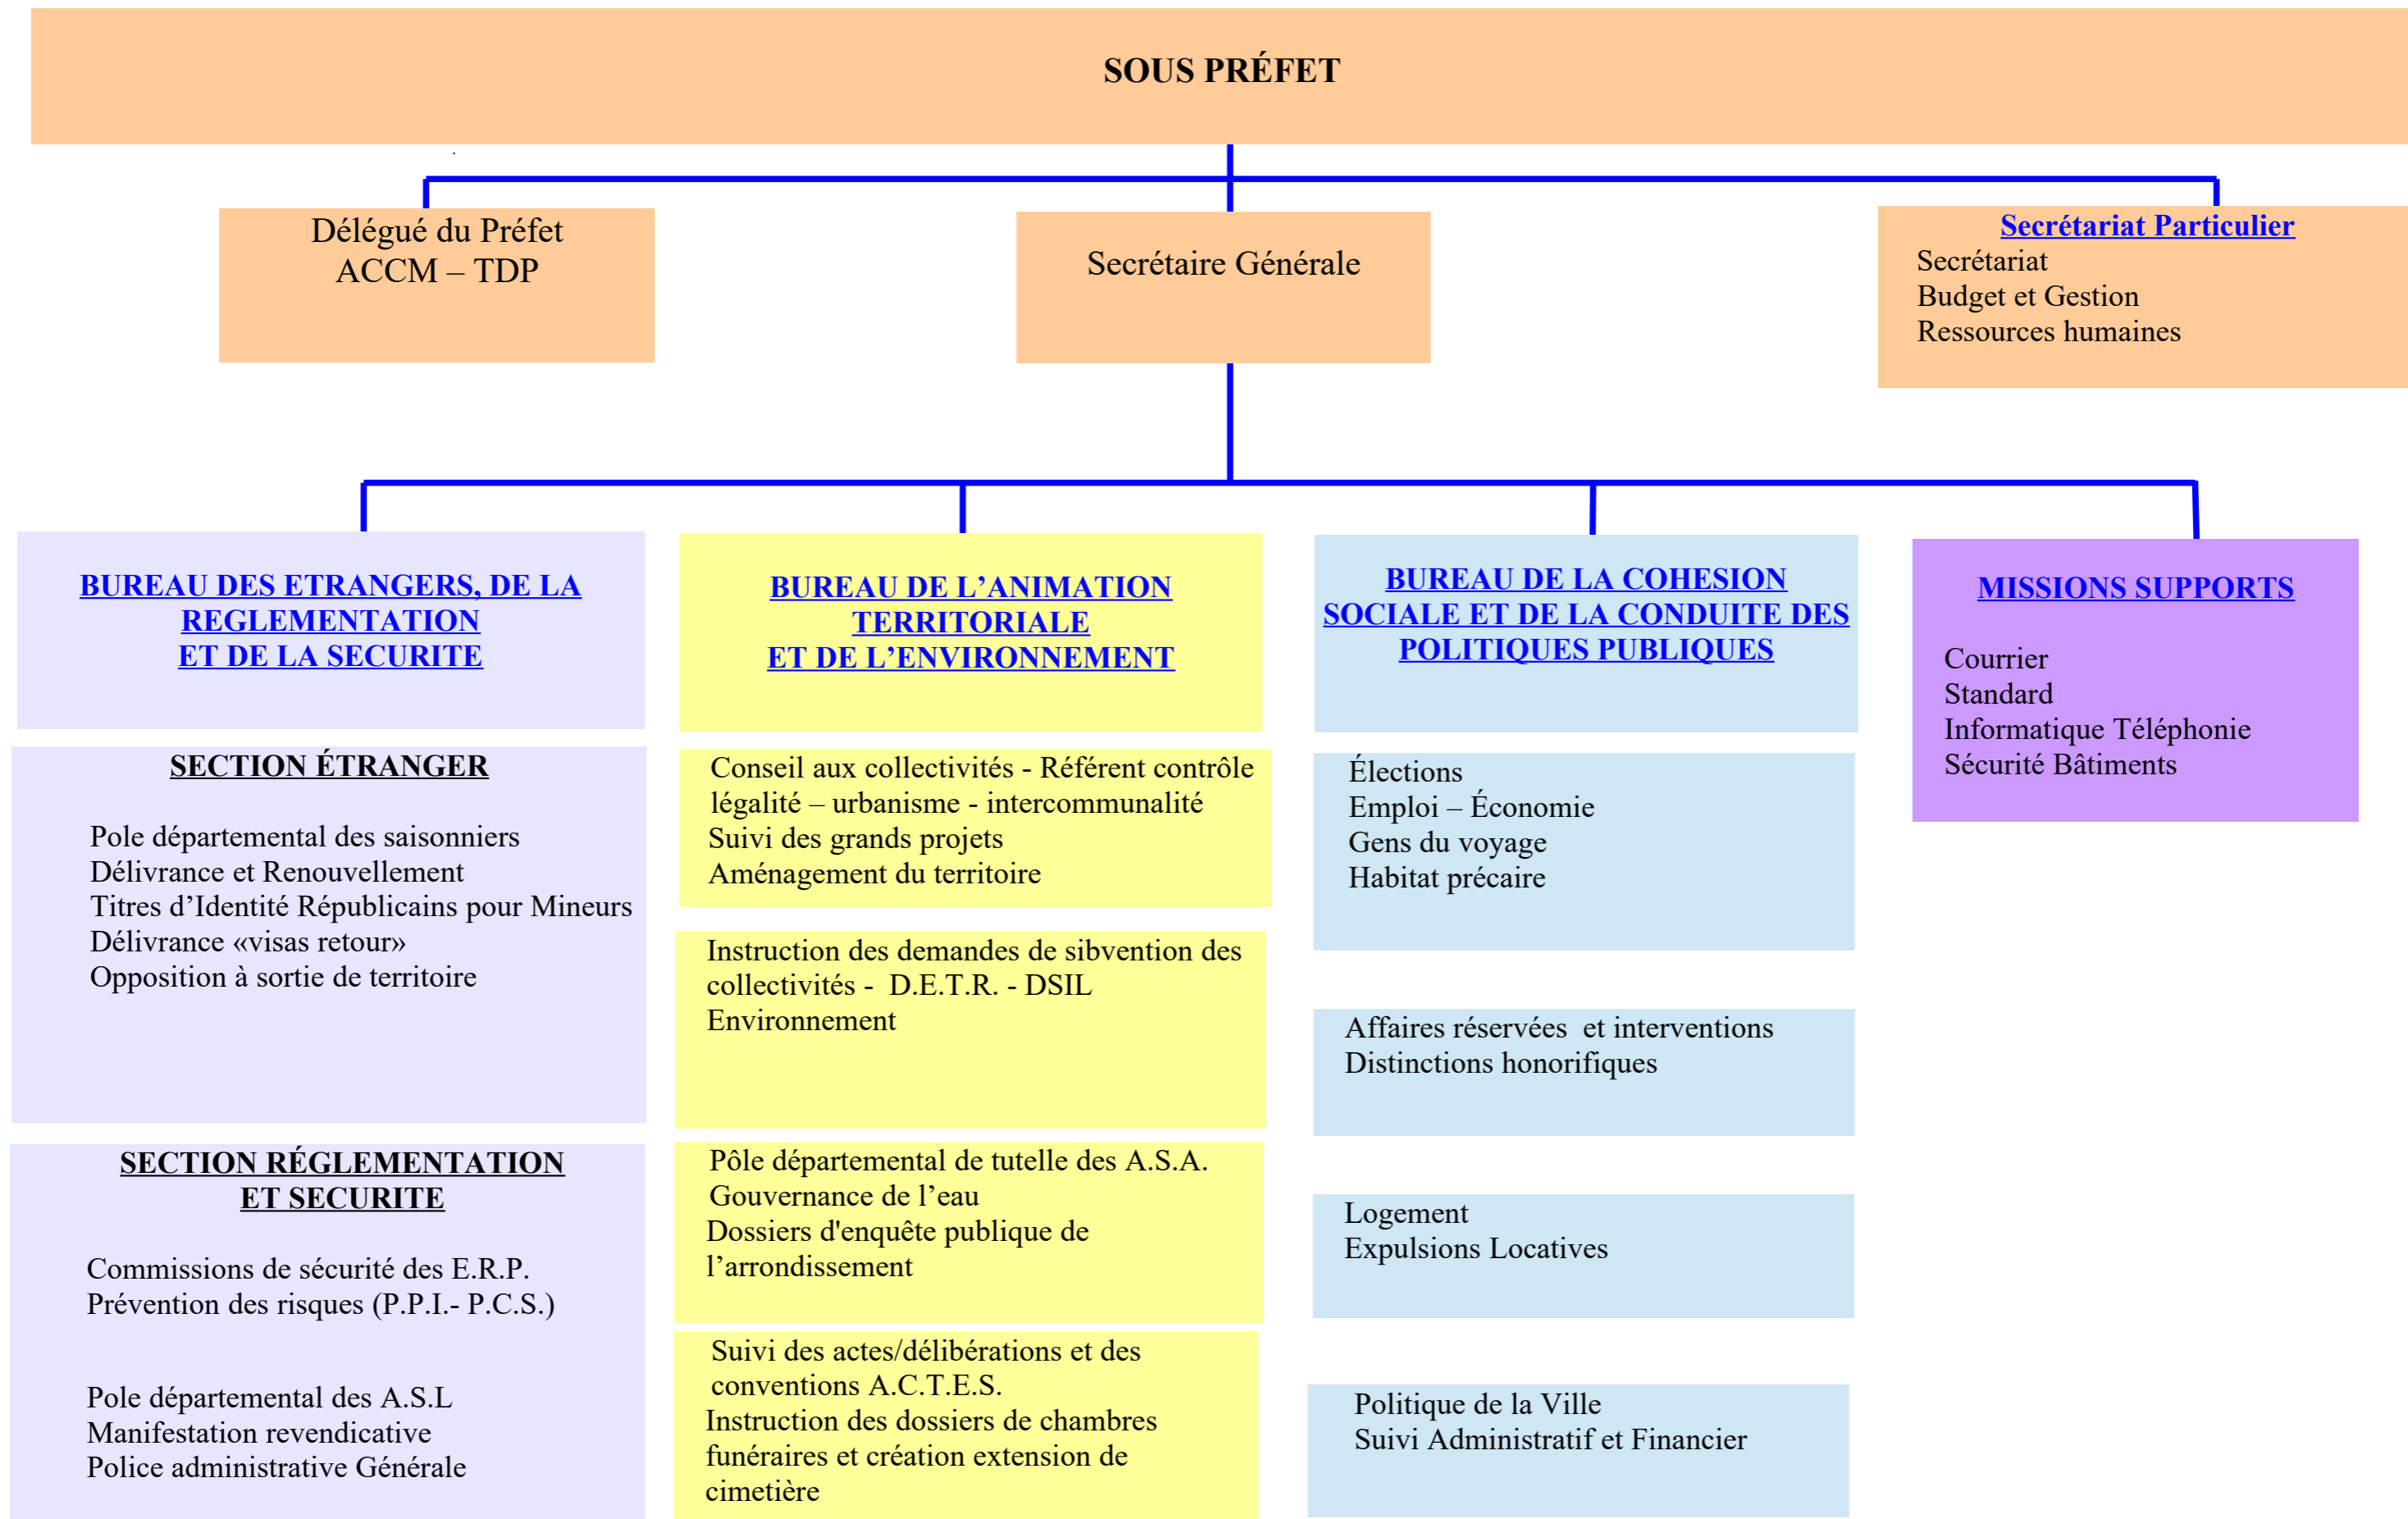 SOUS PRÉFET
Délégué du Préfet
ACCM – TDP
Secrétaire Générale
Secrétariat Particulier
Secrétariat
Budget et Gestion
Ressources humaines
BUREAU DES ETRANGERS, DE LA
REGLEMENTATION
ET DE LA SECURITE
SECTION ÉTRANGER
Pole départemental des saisonniers
Délivrance et Renouvellement
Titres d’Identité Républicains pour Mineurs
Délivrance «visas retour»
Opposition à sortie de territoire
SECTION RÉGLEMENTATION
ET SECURITE
Commissions de sécurité des E.R.P.
Prévention des risques (P.P.I.- P.C.S.)
Pole départemental des A.S.L
Manifestation revendicative
Police administrative Générale
BUREAU DE L’ANIMATION
TERRITORIALE
ET DE L’ENVIRONNEMENT
Conseil aux collectivités - Référent contrôle
légalité – urbanisme - intercommunalité
Suivi des grands projets
Aménagement du territoire
Instruction des demandes de sibvention des
collectivités - D.E.T.R. - DSIL
Environnement
Pôle départemental de tutelle des A.S.A.
Gouvernance de l’eau
Dossiers d'enquête publique de
l’arrondissement
Suivi des actes/délibérations et des
conventions A.C.T.E.S.
Instruction des dossiers de chambres
funéraires et création extension de
cimetière
BUREAU DE LA COHESION
SOCIALE ET DE LA CONDUITE DES
POLITIQUES PUBLIQUES
Élections
Emploi – Économie
Gens du voyage
Habitat précaire
Affaires réservées et interventions
Distinctions honorifiques
Logement
Expulsions Locatives
Politique de la Ville
Suivi Administratif et Financier
MISSIONS SUPPORTS
Courrier
Standard
Informatique Téléphonie
Sécurité Bâtiments